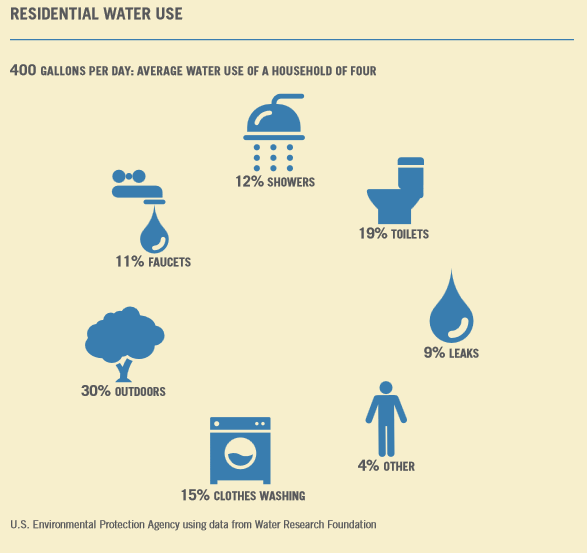 RESIDENTIAL WATER USE
400 GALLONS PER DAY: AVERAGE WATER USE OF A HOUSEHOLD OF FOUR
12% SHOWERS
19% TOILETS
11% FAUCETS
9% LEAKS
30% OUTDOORS
4% OTHER
15% CLOTHES WASHING
U.S. Environmental Protection Agency using data from Water Research Foundation